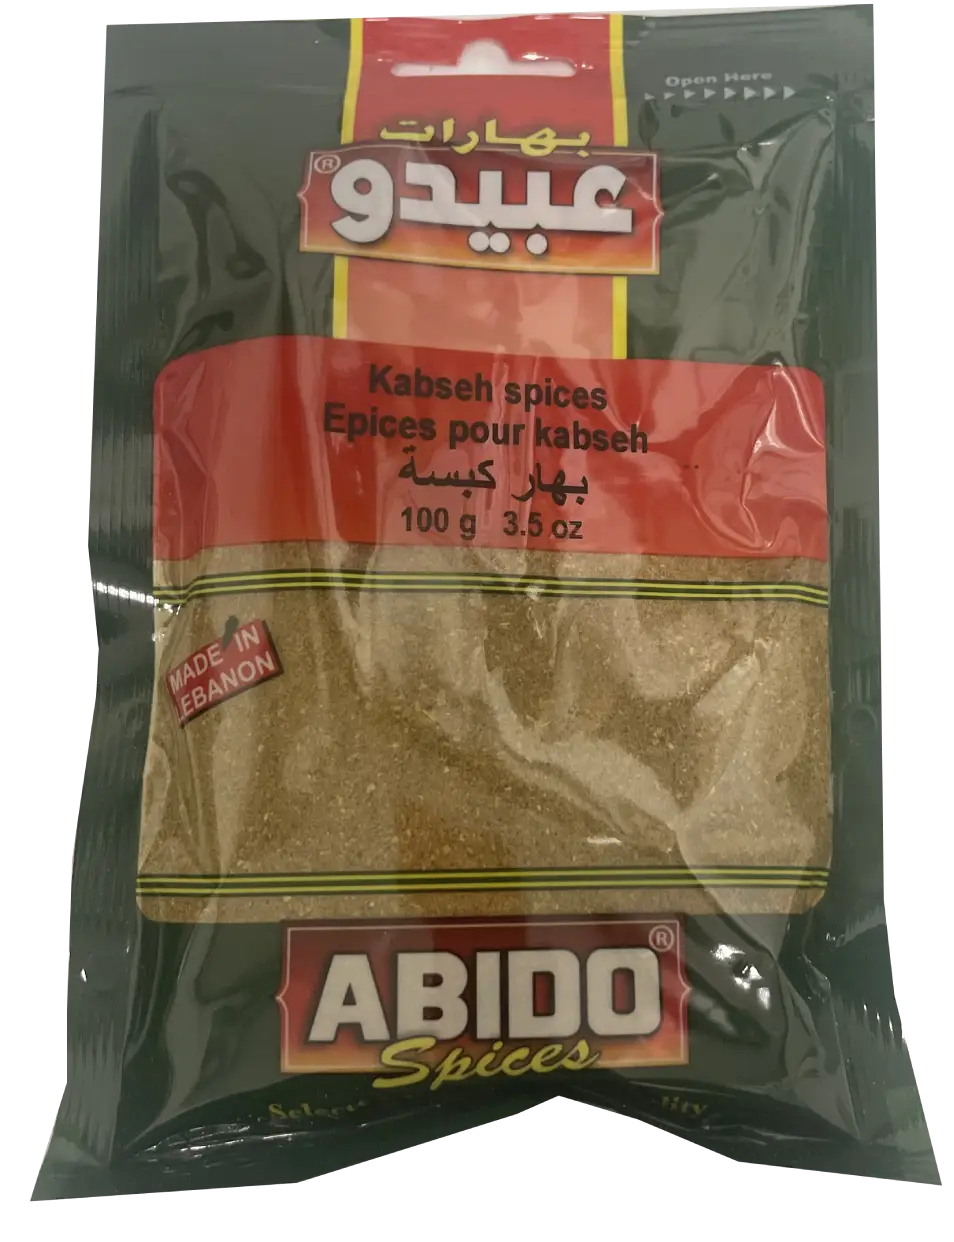 Open Here
بهارات
عبيدو®
Kabseh spices
Epices pour kabseh
بهار كبسة
100 g 3.5 oz
MADE IN
LEBANON
ABIDO®
Spices